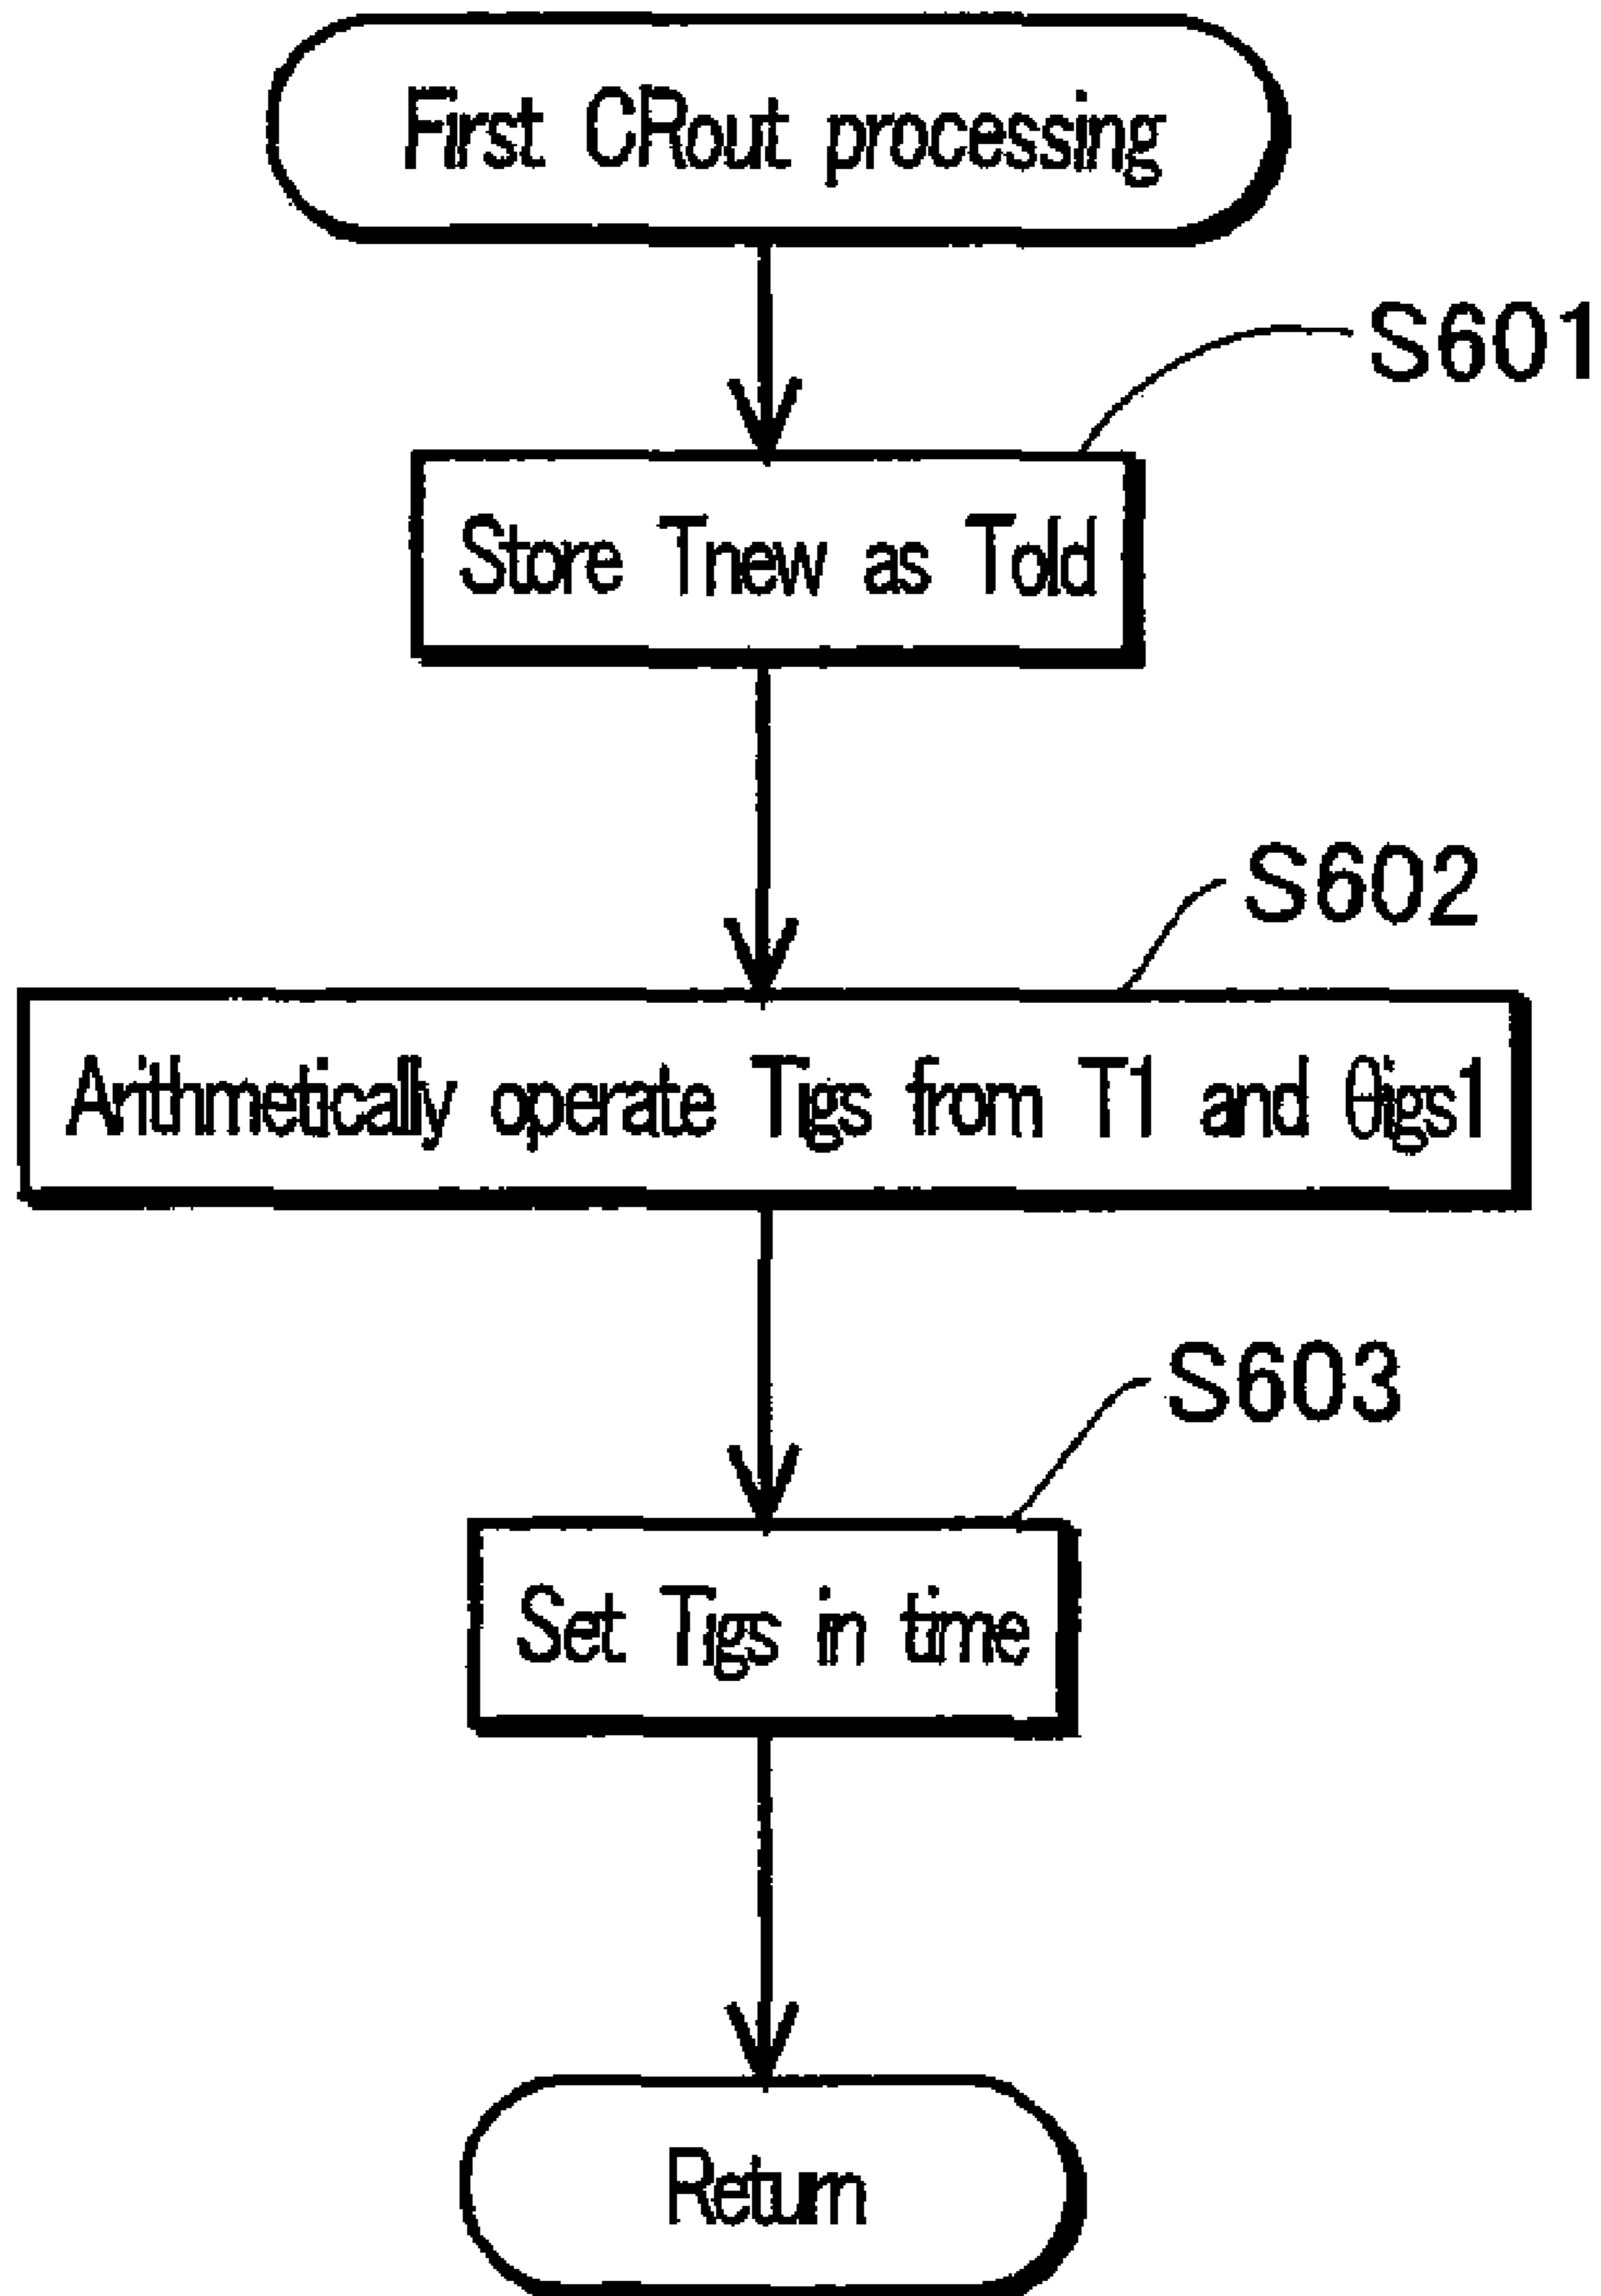 First CRout processing
S601
Store Tnew as Told
S602
Arithmetically operate Tigs from T1 and θigs1
S603
Set Tigs in time
Return